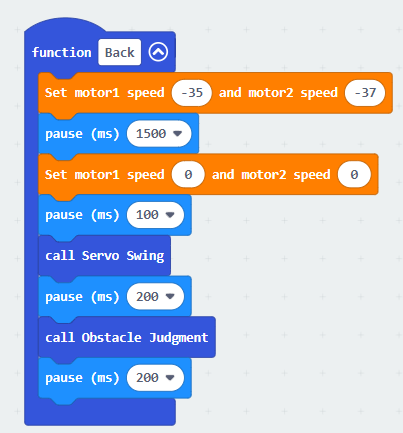 function Back
Set motor1 speed -35 and motor2 speed -37
pause (ms) 1500
Set motor1 speed 0 and motor2 speed 0
pause (ms) 100
call Servo Swing
pause (ms) 200
call Obstacle Judgment
pause (ms) 200